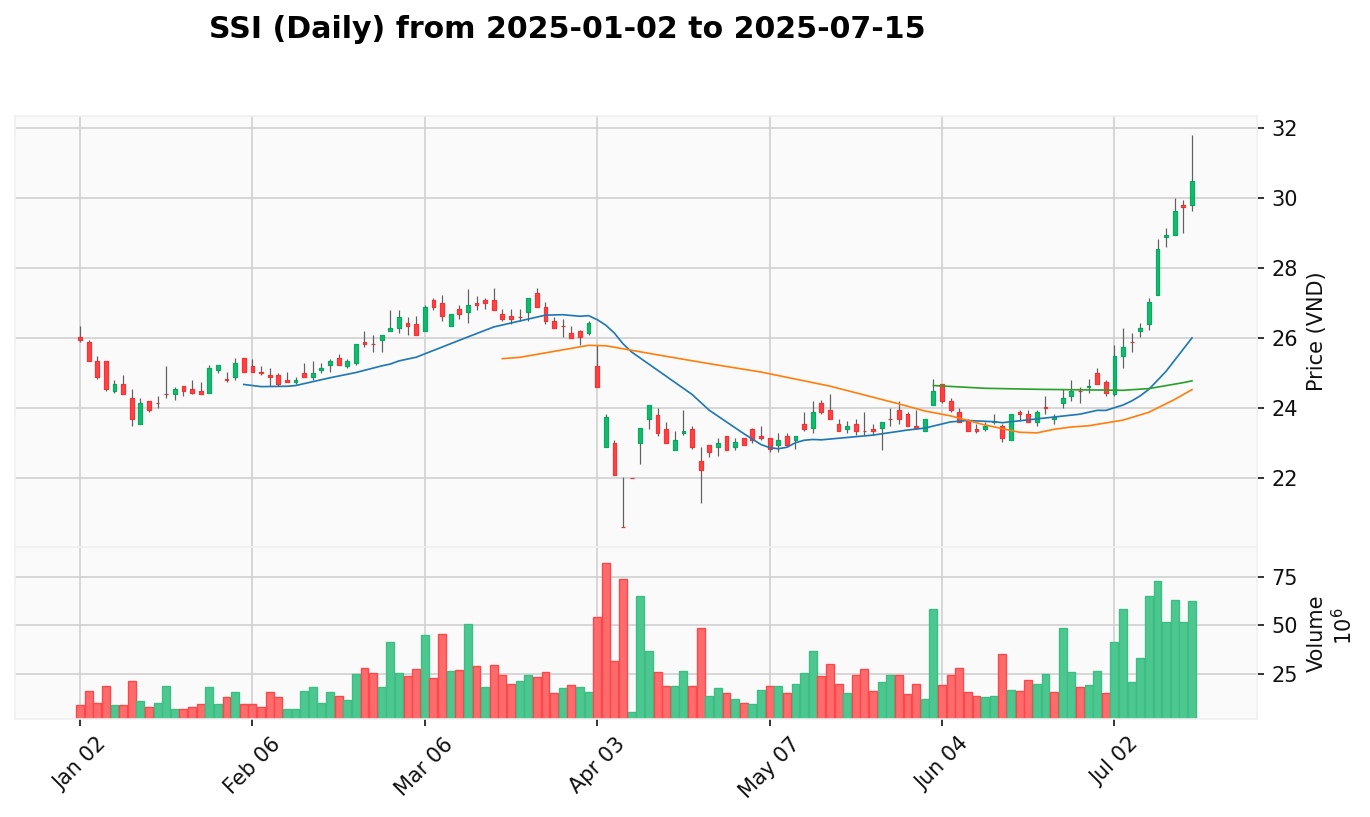 SSI (Daily) from 2025-01-02 to 2025-07-15
32
30
28
26
24
22
Price (VND)
75
50
25
Volume
10^6
Jan 02
Feb 06
Mar 06
Apr 03
May 07
Jun 04
Jul 02